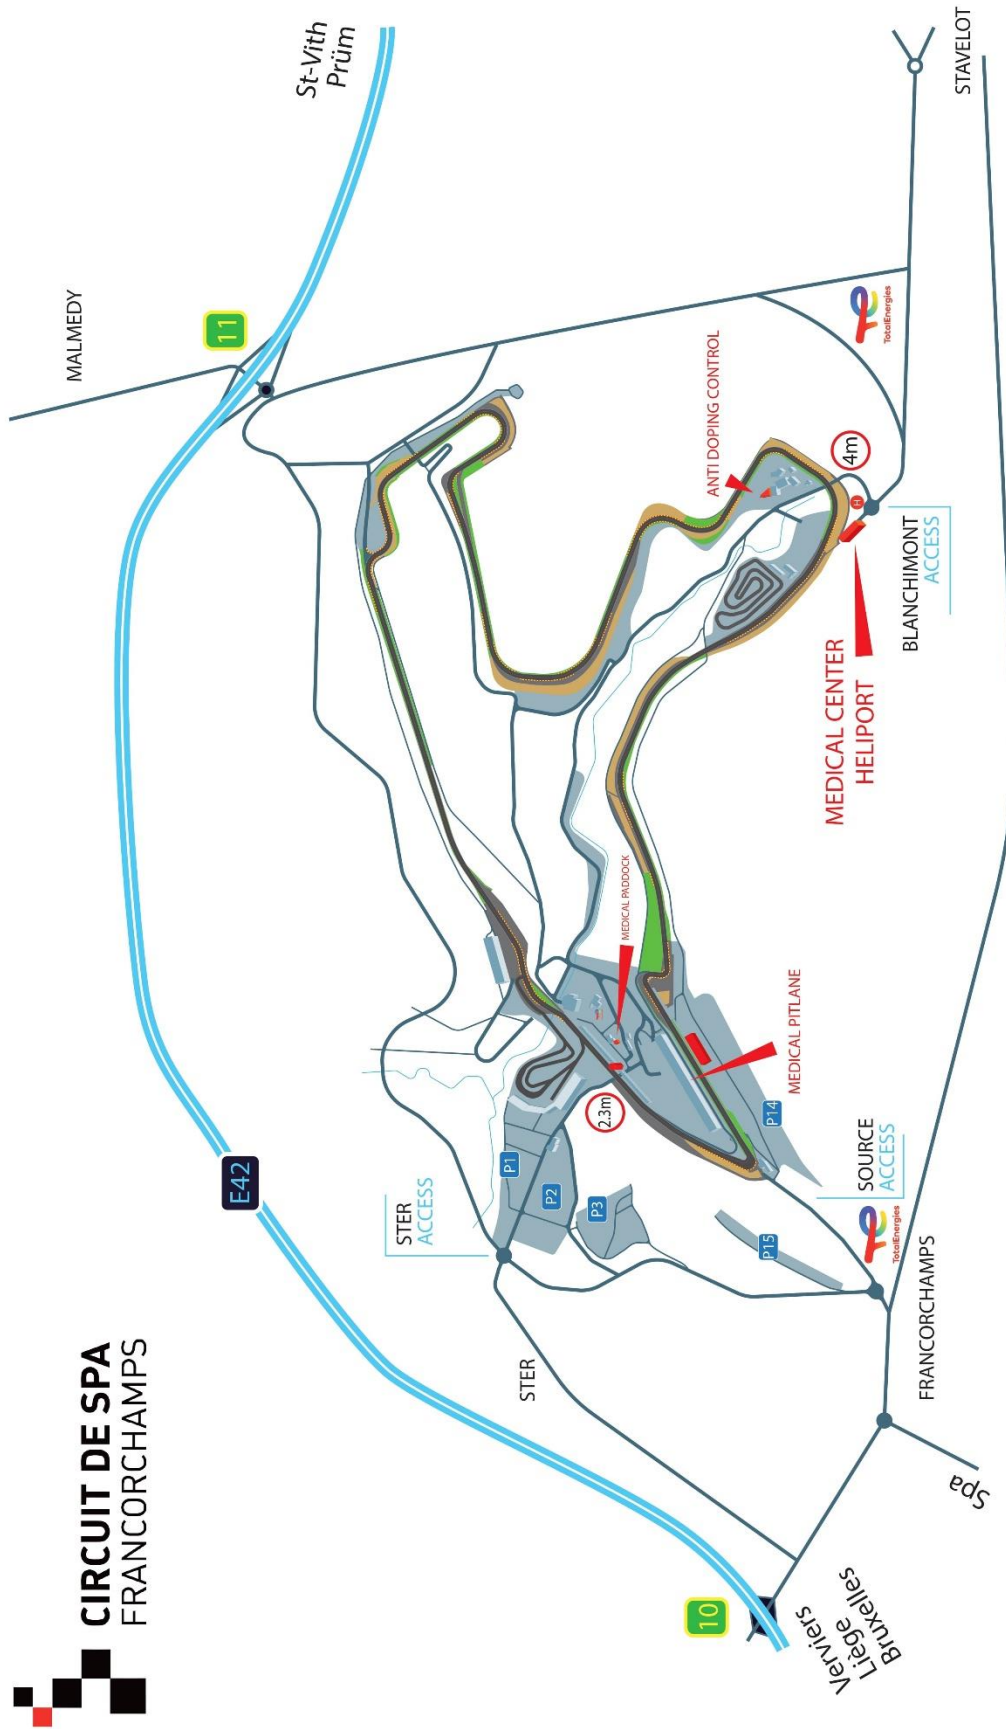 CIRCUIT DE SPA
FRANCORCHAMPS
MALMEDY
St-Vith
Prüm
11
E42
10
Verviers
Liège
Bruxelles
STER
STER
ACCESS
P1
P2
P3
P15
P14
2.3m
MEDICAL PADDOCK
MEDICAL PITLANE
ANTI DOPING CONTROL
4m
H
MEDICAL CENTER
HELIPORT
BLANCHIMONT
ACCESS
SOURCE
ACCESS
TotalEnergies
TotalEnergies
FRANCORCHAMPS
Spa
STAVELOT